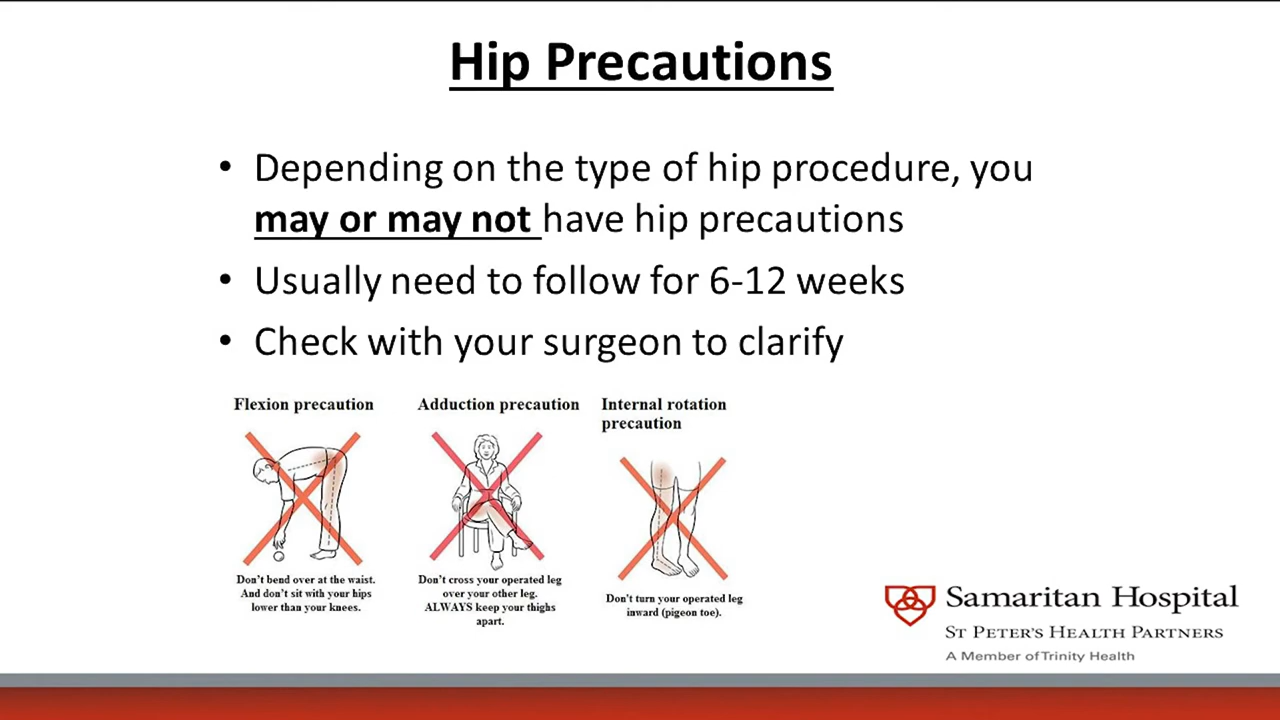 Hip Precautions
• Depending on the type of hip procedure, you
may or may not have hip precautions
• Usually need to follow for 6-12 weeks
• Check with your surgeon to clarify
Flexion precaution
Don't bend over at the waist.
And don't sit with your hips
lower than your knees.
Adduction precaution
Don't cross your operated leg
over your other leg.
ALWAYS keep your thighs
apart.
Internal rotation
precaution
Don't turn your operated leg
inward (pigeon toe).
Samaritan Hospital
ST PETER'S HEALTH PARTNERS
A Member of Trinity Health